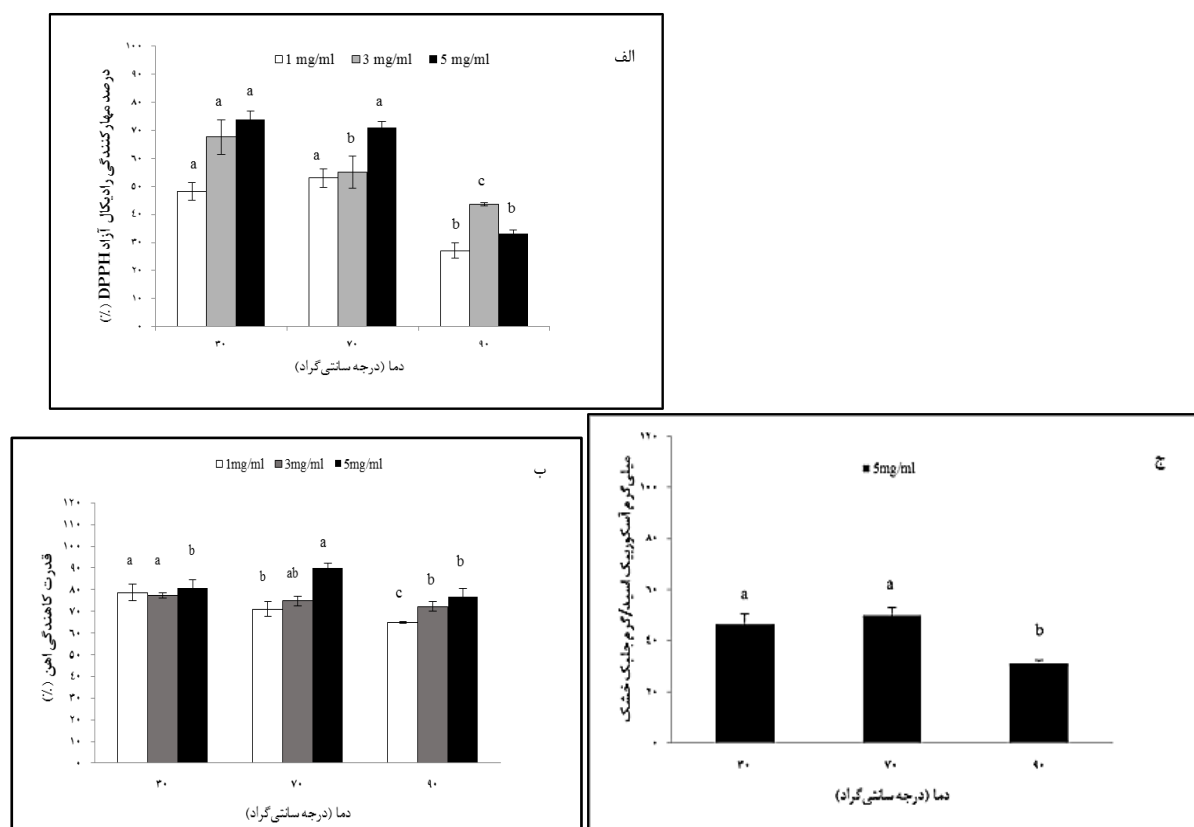 الف
1 mg/ml 3 mg/ml 5 mg/ml
درصد مهارکنندگی رادیکال آزاد DPPH (٪)
۱۰۰
۹۰
۸۰
۷۰
۶۰
۵۰
۴۰
۳۰
۲۰
۱۰
۰
a a a
a b a
b c b
۳۰ ۷۰ ۹۰
دما (درجه سانتی‌گراد)
ب
1mg/ml 3mg/ml 5mg/ml
قدرت کاهندگی اهن (٪)
۱۲۰
۱۱۰
۱۰۰
۹۰
۸۰
۷۰
۶۰
۵۰
۴۰
۳۰
۲۰
۱۰
۰
a a b
b ab a
c b b
۳۰ ۷۰ ۹۰
دما (درجه سانتی‌گراد)
ج
5mg/ml
میلی‌گرم آسکوربیک اسید/گرم جلبک خشک
۱۲۰
۱۰۰
۶۰
۴۰
۲۰
۰
a a b
۳۰ ۷۰ ۹۰
دما (درجه سانتی‌گراد)